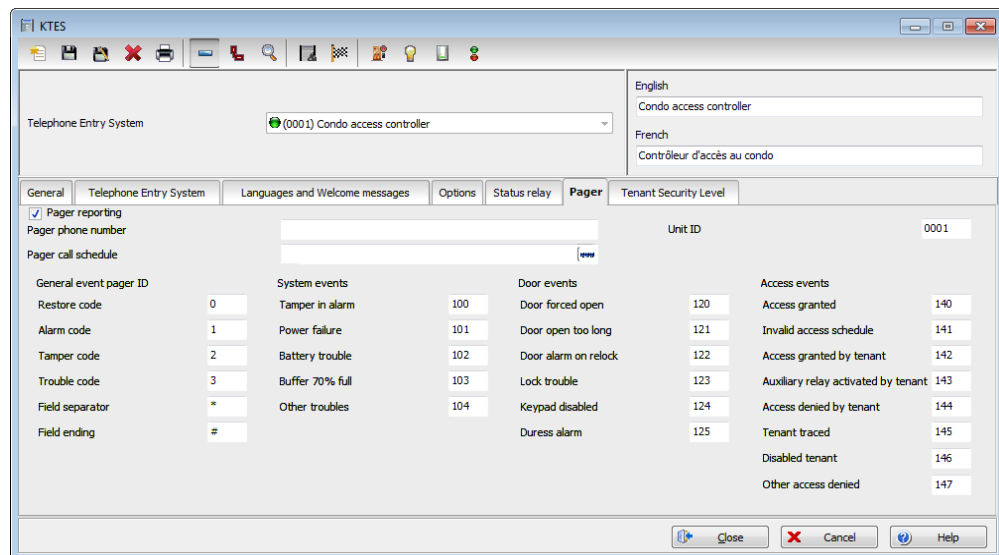 KTES
English
Condo access controller
Telephone Entry System
(0001) Condo access controller
French
Contrôleur d'accès au condo
General
Telephone Entry System
Languages and Welcome messages
Options
Status relay
Pager
Tenant Security Level
Pager reporting
Pager phone number
Unit ID
0001
Pager call schedule
General event pager ID
System events
Door events
Access events
Restore code 0
Tamper in alarm 100
Door forced open 120
Access granted 140
Alarm code 1
Power failure 101
Door open too long 121
Invalid access schedule 141
Tamper code 2
Battery trouble 102
Door alarm on relock 122
Access granted by tenant 142
Trouble code 3
Buffer 70% full 103
Lock trouble 123
Auxiliary relay activated by tenant 143
Field separator *
Other troubles 104
Keypad disabled 124
Access denied by tenant 144
Field ending #
Duress alarm 125
Tenant traced 145
Disabled tenant 146
Other access denied 147
Close
Cancel
Help